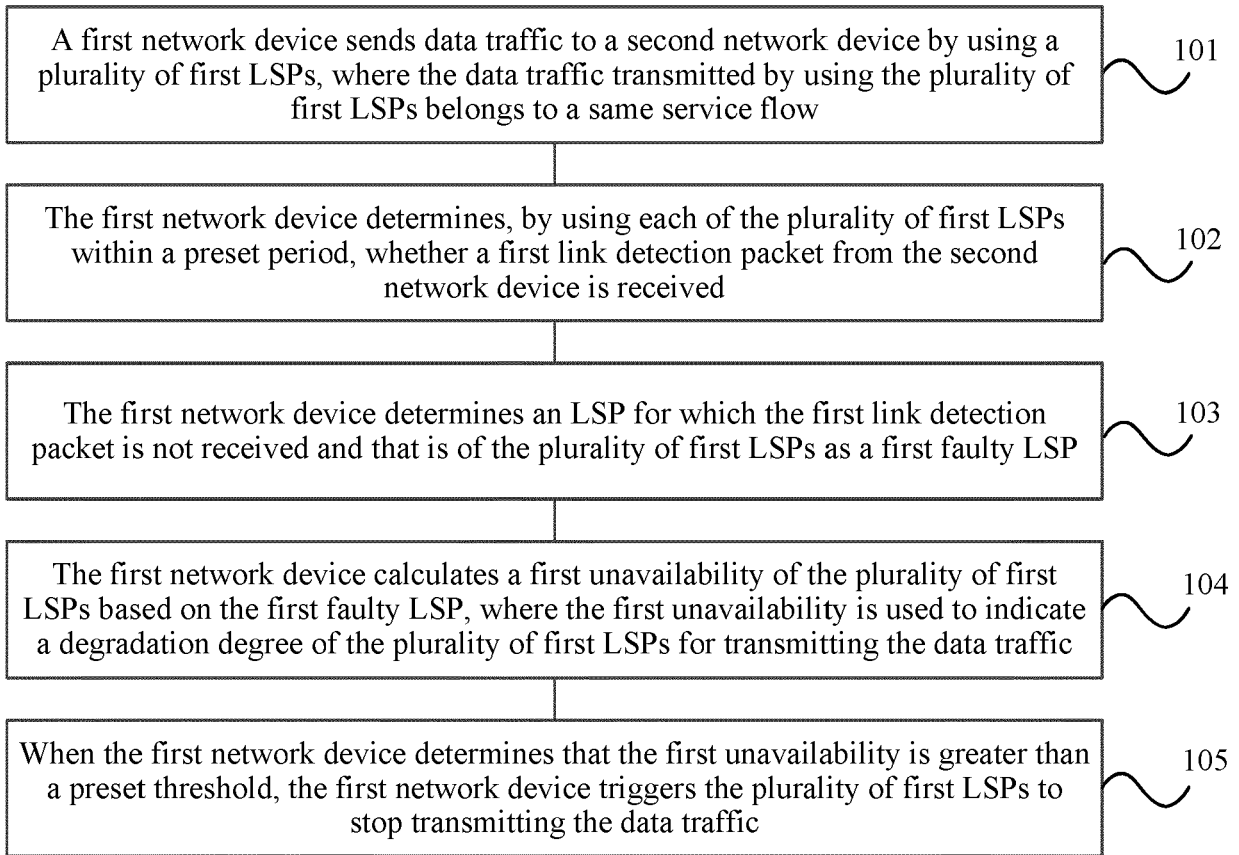 A first network device sends data traffic to a second network device by using a
plurality of first LSPs, where the data traffic transmitted by using the plurality of
first LSPs belongs to a same service flow
101
The first network device determines, by using each of the plurality of first LSPs
within a preset period, whether a first link detection packet from the second
network device is received
102
The first network device determines an LSP for which the first link detection
packet is not received and that is of the plurality of first LSPs as a first faulty LSP
103
The first network device calculates a first unavailability of the plurality of first
LSPs based on the first faulty LSP, where the first unavailability is used to indicate
a degradation degree of the plurality of first LSPs for transmitting the data traffic
104
When the first network device determines that the first unavailability is greater than
a preset threshold, the first network device triggers the plurality of first LSPs to
stop transmitting the data traffic
105